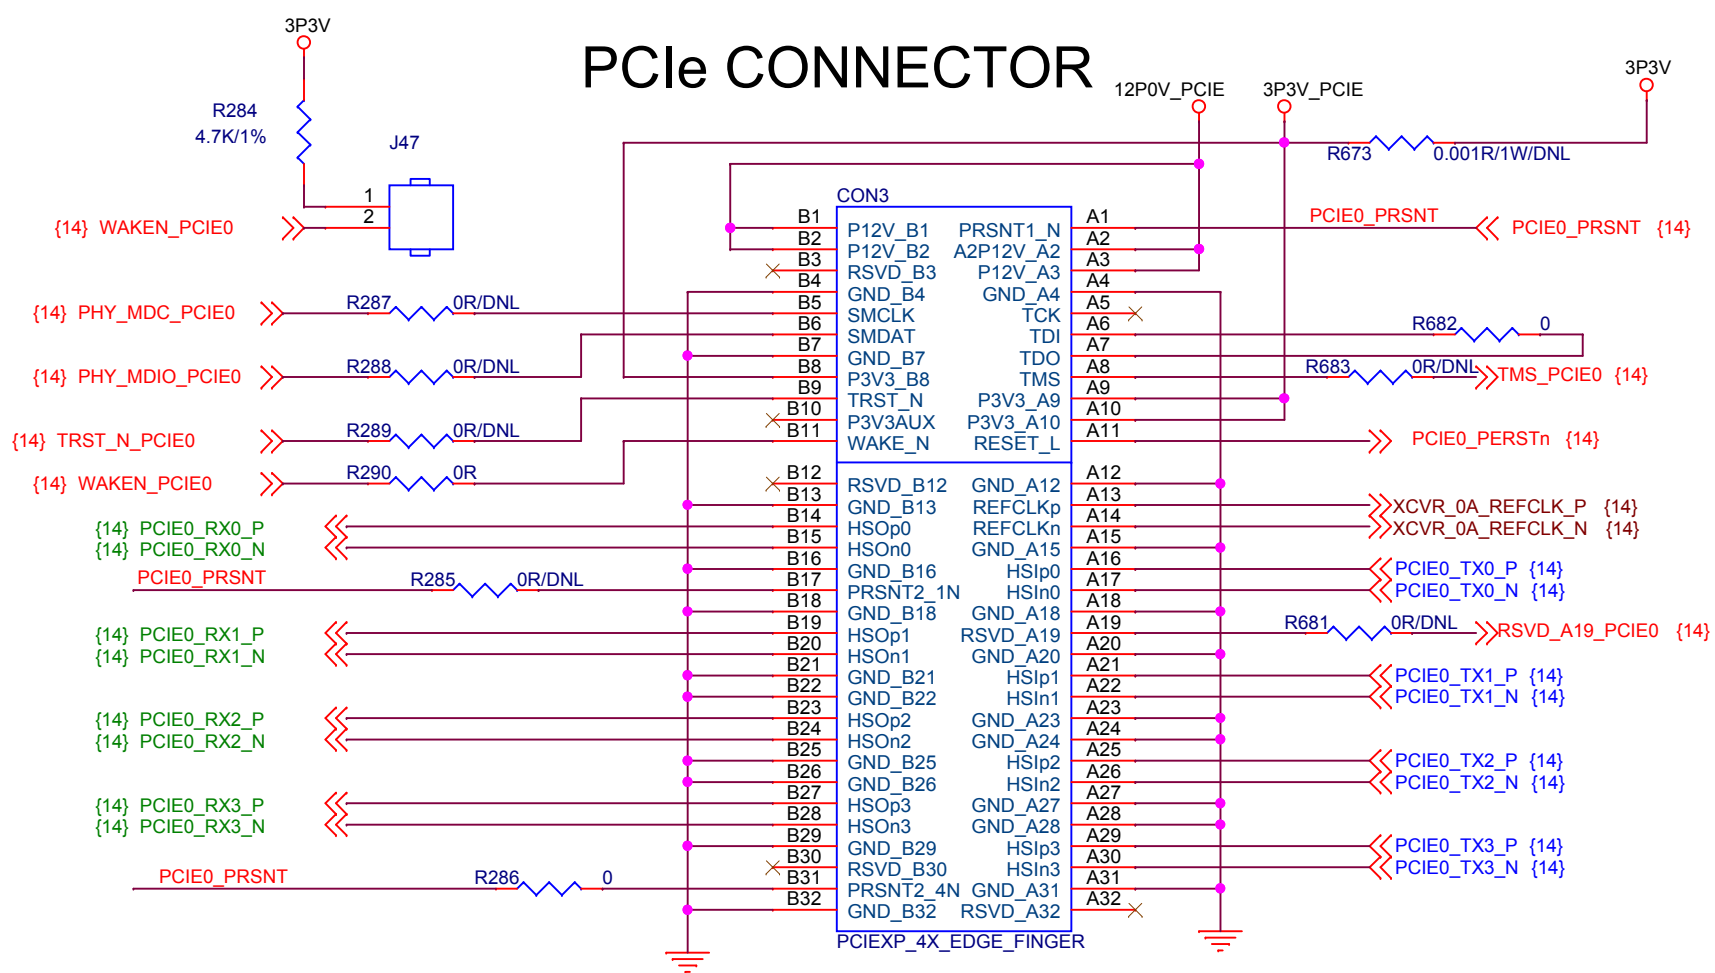 PCIe CONNECTOR
3P3V
R284
4.7K/1%
J47
1
2
{14} WAKEN_PCIE0
12P0V_PCIE
3P3V_PCIE
3P3V
R673 0.001R/1W/DNL
CON3
B1 P12V_B1 PRSNT1_N A1 PCIE0_PRSNT PCIE0_PRSNT {14}
B2 P12V_B2 A2P12V_A2 A2
B3 RSVD_B3 P12V_A3 A3
B4 GND_B4 GND_A4 A4
{14} PHY_MDC_PCIE0 R287 0R/DNL B5 SMCLK TCK A5
B6 SMDAT TDI A6 R682 0
B7 GND_B7 TDO A7
{14} PHY_MDIO_PCIE0 R288 0R/DNL B8 P3V3_B8 TMS A8 R683 0R/DNL TMS_PCIE0 {14}
B9 TRST_N P3V3_A9 A9
B10 P3V3AUX P3V3_A10 A10
{14} TRST_N_PCIE0 R289 0R/DNL B11 WAKE_N RESET_L A11 PCIE0_PERSTn {14}
{14} WAKEN_PCIE0 R290 0R B12 RSVD_B12 GND_A12 A12
B13 GND_B13 REFCLKp A13 XCVR_0A_REFCLK_P {14}
{14} PCIE0_RX0_P B14 HSOp0 REFCLKn A14 XCVR_0A_REFCLK_N {14}
{14} PCIE0_RX0_N B15 HSOn0 GND_A15 A15
B16 GND_B16 HSIp0 A16 PCIE0_TX0_P {14}
PCIE0_PRSNT R285 0R/DNL B17 PRSNT2_1N HSIn0 A17 PCIE0_TX0_N {14}
B18 GND_B18 GND_A18 A18
{14} PCIE0_RX1_P B19 HSOp1 RSVD_A19 A19 R681 0R/DNL RSVD_A19_PCIE0 {14}
{14} PCIE0_RX1_N B20 HSOn1 GND_A20 A20
B21 GND_B21 HSIp1 A21 PCIE0_TX1_P {14}
B22 GND_B22 HSIn1 A22 PCIE0_TX1_N {14}
{14} PCIE0_RX2_P B23 HSOp2 GND_A23 A23
{14} PCIE0_RX2_N B24 HSOn2 GND_A24 A24
B25 GND_B25 HSIp2 A25 PCIE0_TX2_P {14}
B26 GND_B26 HSIn2 A26 PCIE0_TX2_N {14}
{14} PCIE0_RX3_P B27 HSOp3 GND_A27 A27
{14} PCIE0_RX3_N B28 HSOn3 GND_A28 A28
B29 GND_B29 HSIp3 A29 PCIE0_TX3_P {14}
B30 RSVD_B30 HSIn3 A30 PCIE0_TX3_N {14}
PCIE0_PRSNT R286 0 B31 PRSNT2_4N GND_A31 A31
B32 GND_B32 RSVD_A32 A32
PCIEXP_4X_EDGE_FINGER